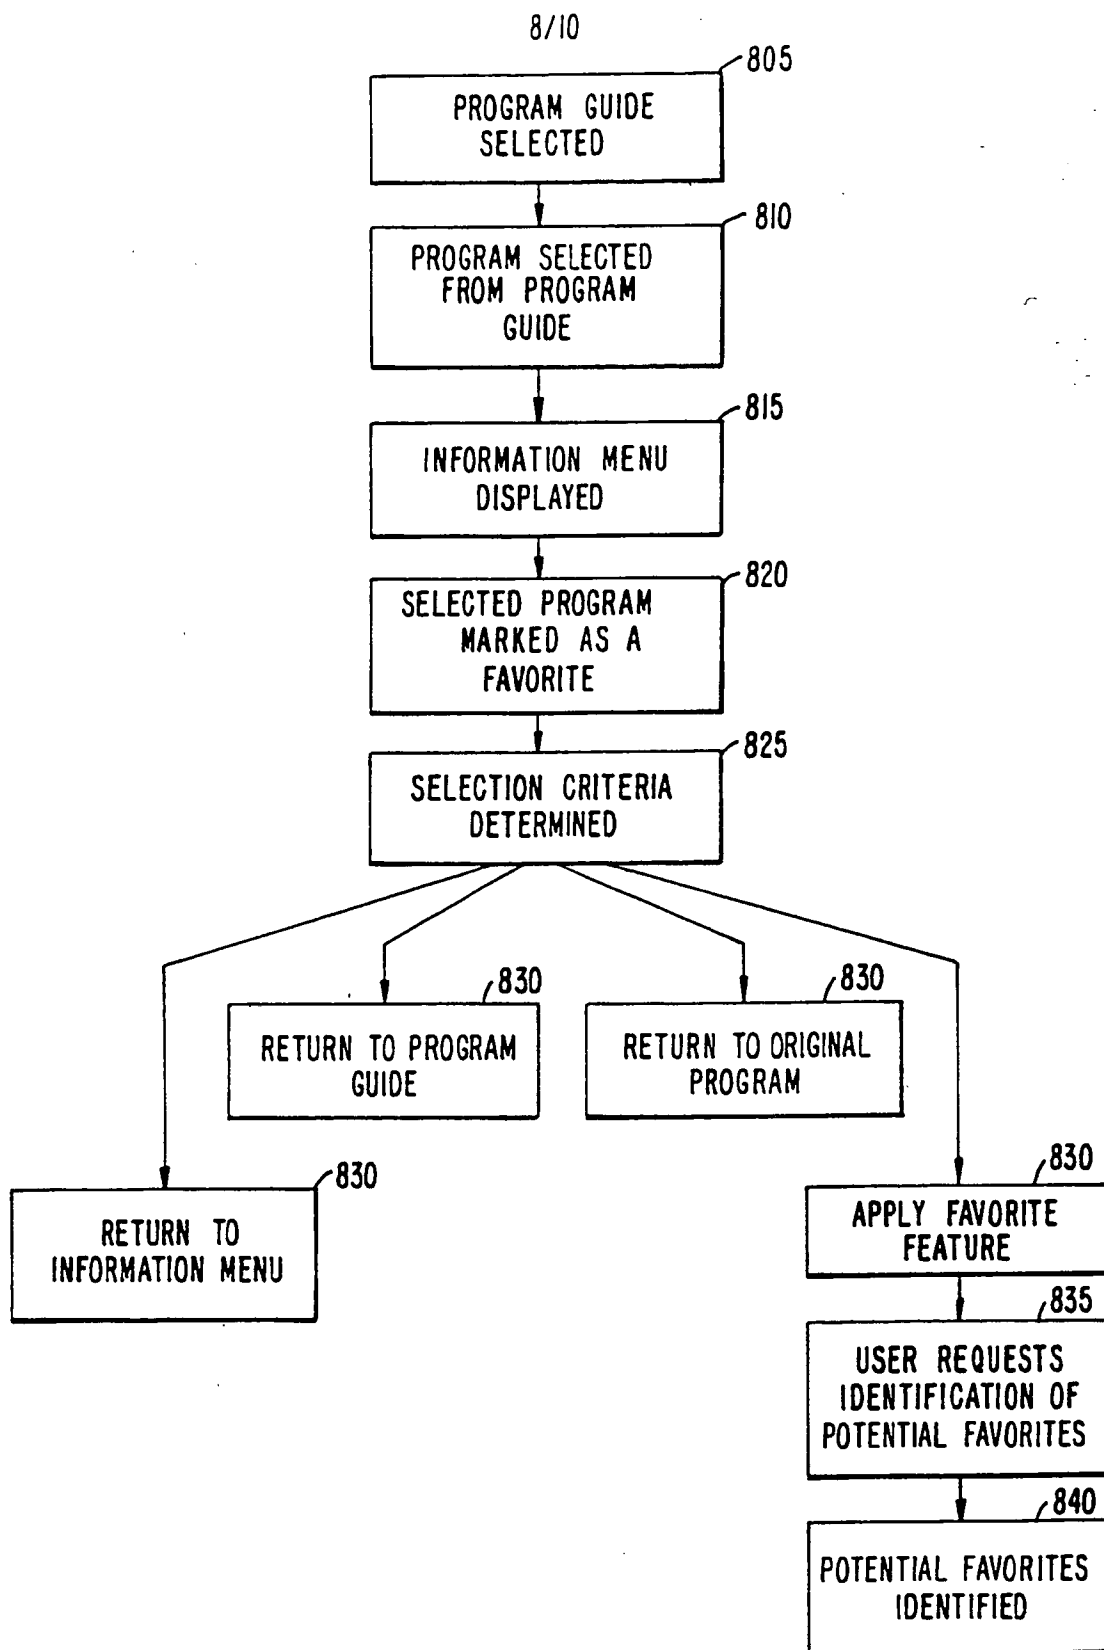 8/10
805
PROGRAM GUIDE
SELECTED
810
PROGRAM SELECTED
FROM PROGRAM
GUIDE
815
INFORMATION MENU
DISPLAYED
820
SELECTED PROGRAM
MARKED AS A
FAVORITE
825
SELECTION CRITERIA
DETERMINED
830
RETURN TO PROGRAM
GUIDE
830
RETURN TO ORIGINAL
PROGRAM
830
RETURN TO
INFORMATION MENU
830
APPLY FAVORITE
FEATURE
835
USER REQUESTS
IDENTIFICATION OF
POTENTIAL FAVORITES
840
POTENTIAL FAVORITES
IDENTIFIED